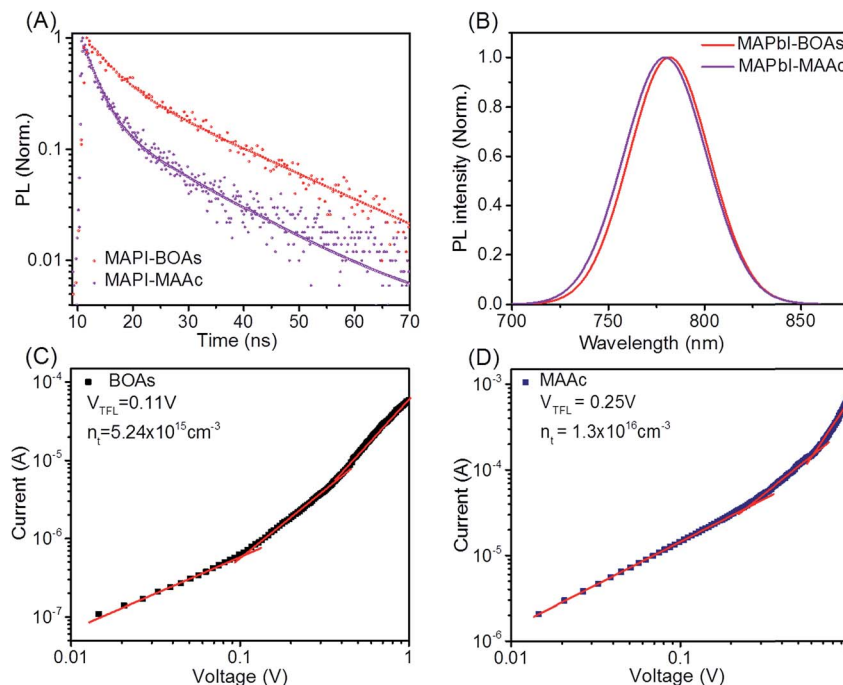 (A)
1
0.1
0.01
PL (Norm.)
MAPI-BOAs
MAPI-MAAc
10 20 30 40 50 60 70
Time (ns)
(B)
MAPbI-BOAs
MAPbI-MAAc
1.0
0.8
0.6
0.4
0.2
0.0
PL intensity (Norm.)
700 750 800 850
Wavelength (nm)
(C)
BOAs
V_TFL=0.11V
n_t=5.24x10^15cm^-3
10^-4
10^-5
10^-6
10^-7
Current (A)
0.01 0.1 1
Voltage (V)
(D)
MAAc
V_TFL = 0.25V
n_t = 1.3x10^16cm^-3
10^-3
10^-4
10^-5
10^-6
Current (A)
0.01 0.1
Voltage (V)